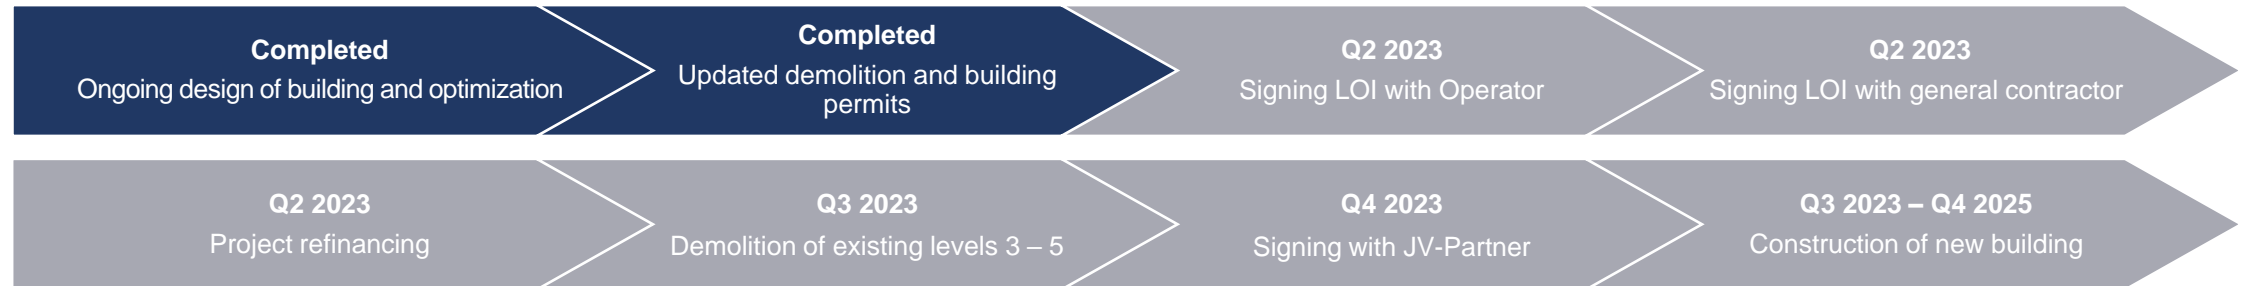 Completed
Ongoing design of building and optimization
Completed
Updated demolition and building
permits
Q2 2023
Signing LOI with Operator
Q2 2023
Signing LOI with general contractor
Q2 2023
Project refinancing
Q3 2023
Demolition of existing levels 3 – 5
Q4 2023
Signing with JV-Partner
Q3 2023 – Q4 2025
Construction of new building